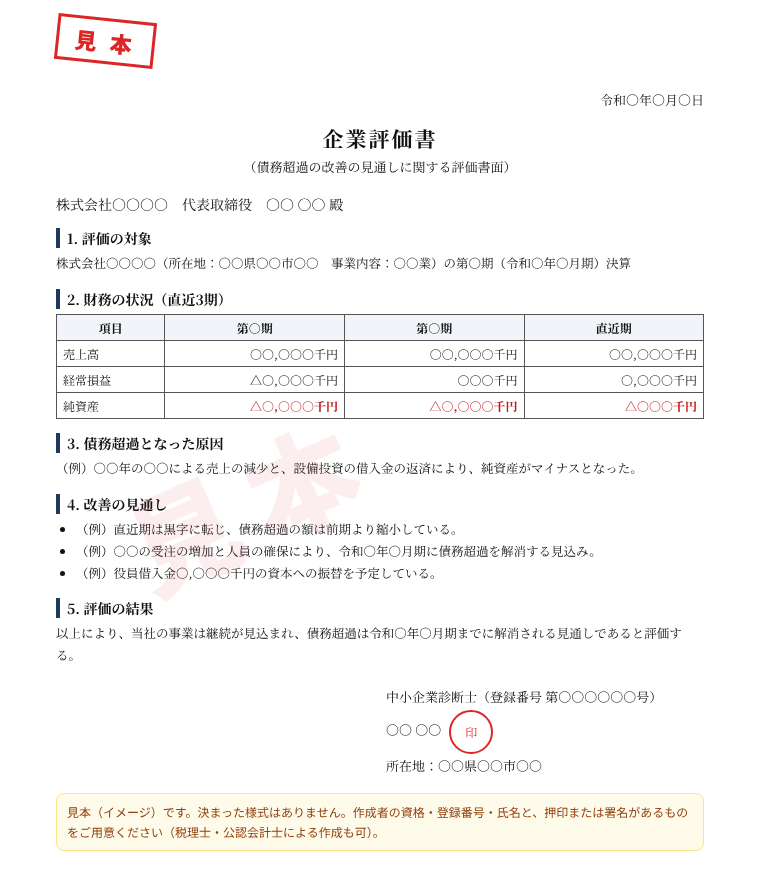 見 本
令和〇年〇月〇日
企業評価書
（債務超過の改善の見通しに関する評価書面）
株式会社〇〇〇〇　代表取締役　〇〇 〇〇 殿
1. 評価の対象
株式会社〇〇〇〇（所在地：〇〇県〇〇市〇〇　事業内容：〇〇業）の第〇期（令和〇年〇月期）決算
2. 財務の状況（直近3期）
項目 第〇期 第〇期 直近期
売上高 〇〇,〇〇〇千円 〇〇,〇〇〇千円 〇〇,〇〇〇千円
経常損益 △〇,〇〇〇千円 〇〇〇千円 〇,〇〇〇千円
純資産 △〇,〇〇〇千円 △〇,〇〇〇千円 △〇〇〇千円
3. 債務超過となった原因
（例）〇〇年の〇〇による売上の減少と、設備投資の借入金の返済により、純資産がマイナスとなった。
見本
4. 改善の見通し
• （例）直近期は黒字に転じ、債務超過の額は前期より縮小している。
• （例）〇〇の受注の増加と人員の確保により、令和〇年〇月期に債務超過を解消する見込み。
• （例）役員借入金〇,〇〇〇千円の資本への振替を予定している。
5. 評価の結果
以上により、当社の事業は継続が見込まれ、債務超過は令和〇年〇月期までに解消される見通しであると評価す
る。
中小企業診断士（登録番号 第〇〇〇〇〇〇号）
〇〇 〇〇 印
所在地：〇〇県〇〇市〇〇
見本（イメージ）です。決まった様式はありません。作成者の資格・登録番号・氏名と、押印または署名があるもの
をご用意ください（税理士・公認会計士による作成も可）。